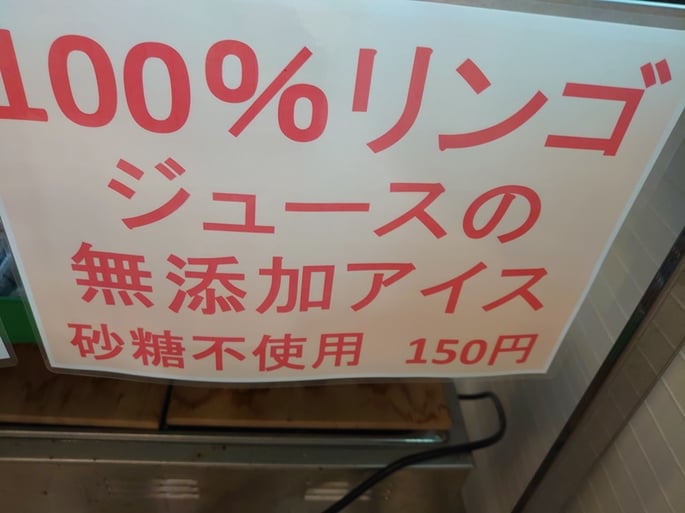 100%リンゴ
ジュースの
無添加アイス
砂糖不使用 150円